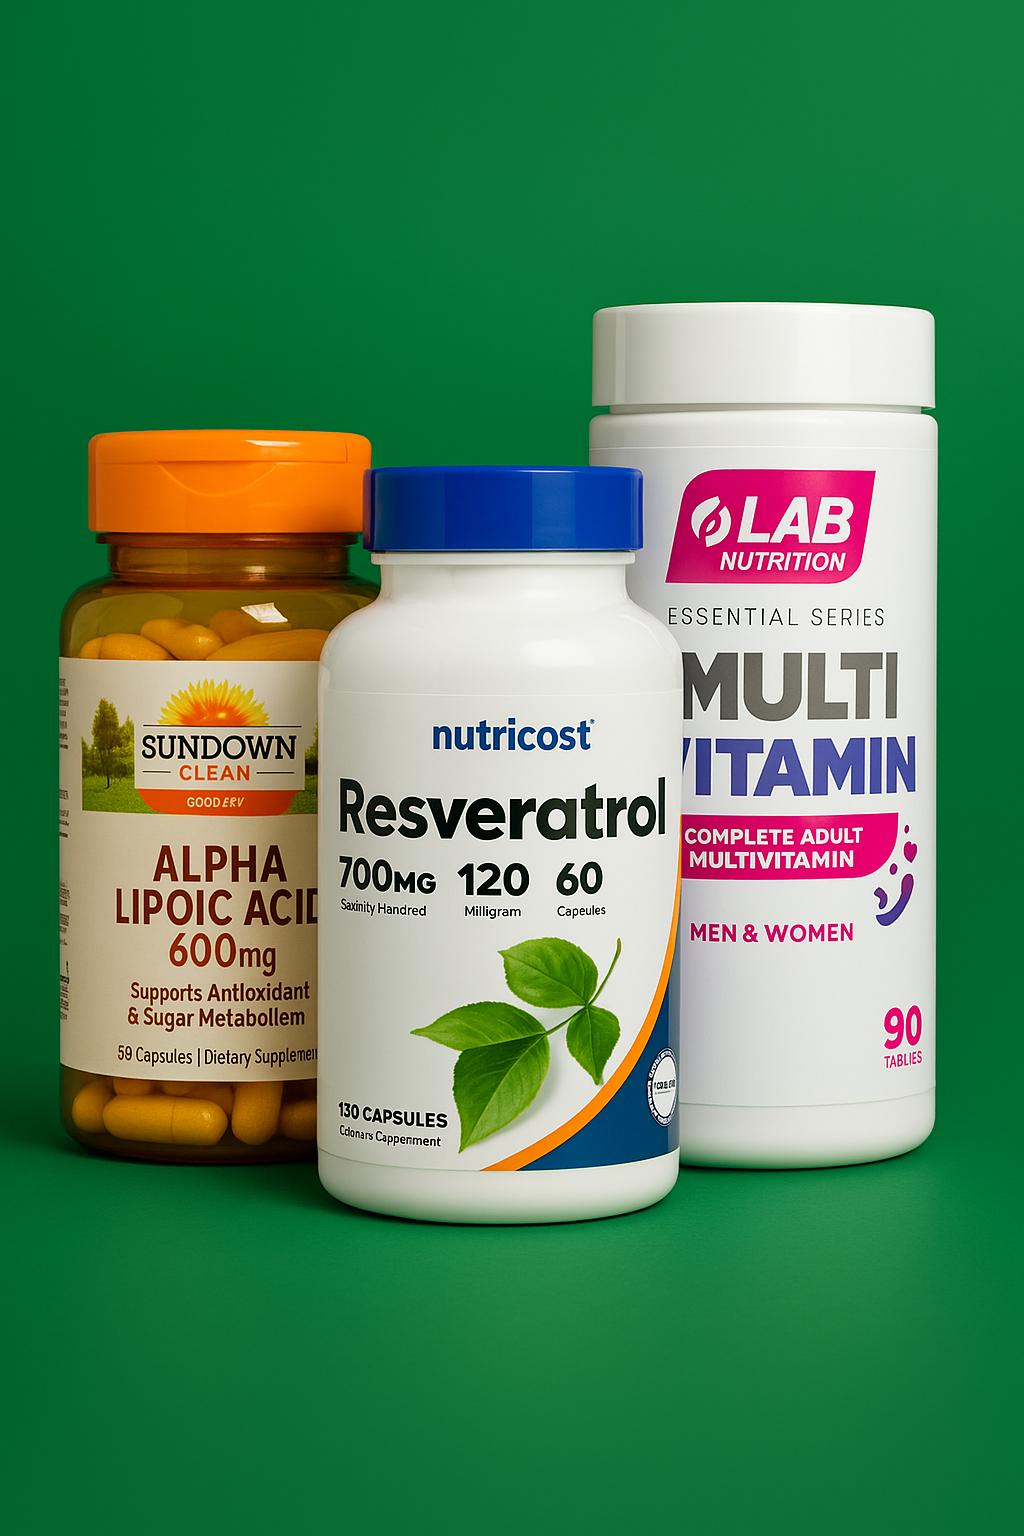 SUNDOWN
CLEAN
GOOD ERV
ALPHA
LIPOIC ACID
600mg
Supports Antloxidant
& Sugar Metabollem
59 Capsules | Dietary Supplemen
nutricost
Resveratrol
700MG 120 60
Saxinity Handred Milligram Capeules
130 CAPSULES
Cdonars Cappenment
LAB
NUTRITION
ESSENTIAL SERIES
MULTI
VITAMIN
COMPLETE ADULT
MULTIVITAMIN
MEN & WOMEN
90
TABLIES